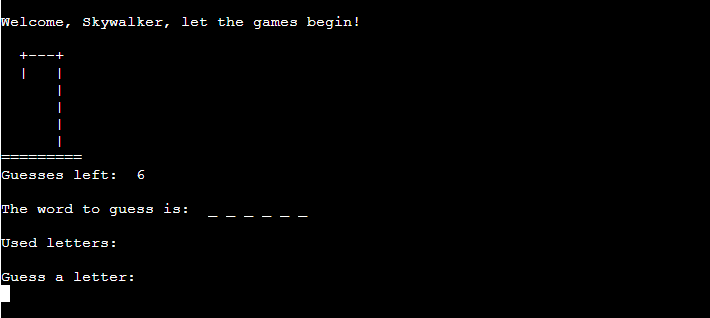 Welcome, Skywalker, let the games begin!
  +---+
  |   |
      |
      |
      |
      |
=========
Guesses left:  6
The word to guess is:  _ _ _ _ _ _
Used letters:
Guess a letter: